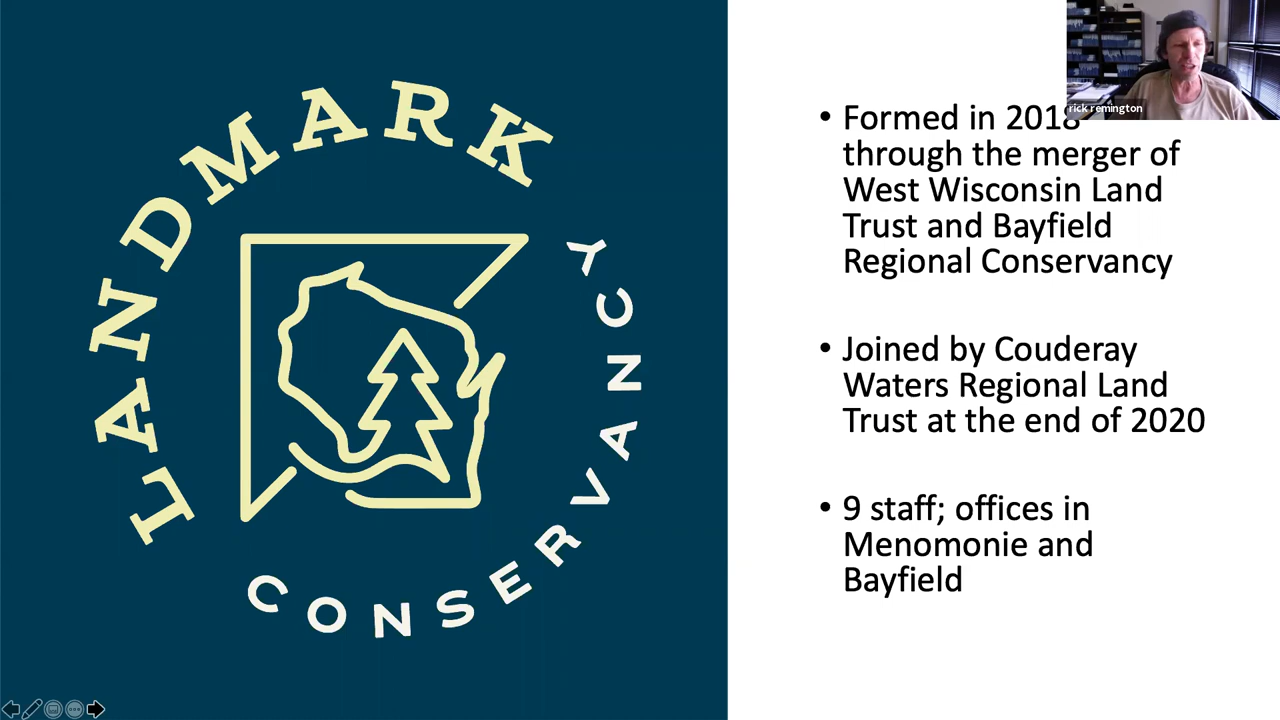 LANDMARK
CONSERVANCY
rick remington
• Formed in 2018
through the merger of
West Wisconsin Land
Trust and Bayfield
Regional Conservancy
• Joined by Couderay
Waters Regional Land
Trust at the end of 2020
• 9 staff; offices in
Menomonie and
Bayfield